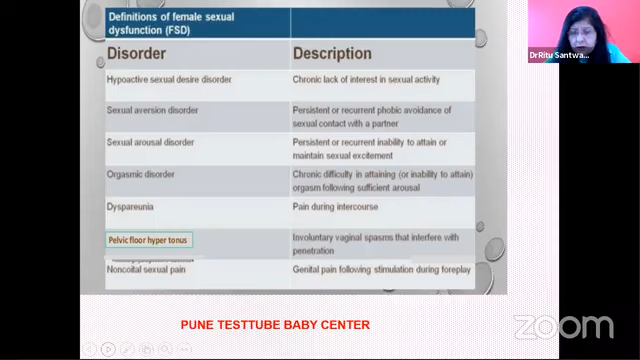 Definitions of female sexual
dysfunction (FSD)
Disorder Description
Hypoactive sexual desire disorder Chronic lack of interest in sexual activity
Sexual aversion disorder Persistent or recurrent phobic avoidance of
sexual contact with a partner
Sexual arousal disorder Persistent or recurrent inability to attain or
maintain sexual excitement
Orgasmic disorder Chronic difficulty in attaining (or inability to attain)
orgasm following sufficient arousal
Dyspareunia Pain during intercourse
Pelvic floor hyper tonus Involuntary vaginal spasms that interfere with
penetration
Noncoital sexual pain Genital pain following stimulation during foreplay
PUNE TESTTUBE BABY CENTER
DrRitu Santwa...
zoom